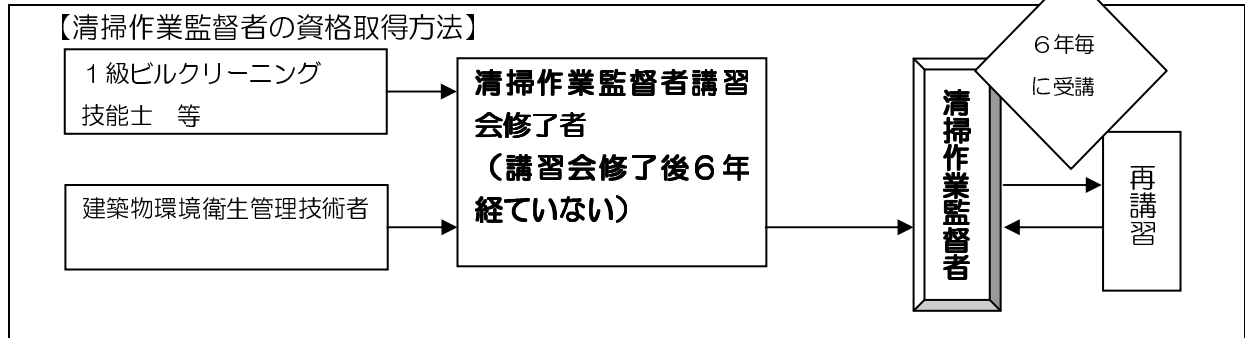 【清掃作業監督者の資格取得方法】
１級ビルクリーニング
技能士　等
建築物環境衛生管理技術者
清掃作業監督者講習
会修了者
（講習会修了後６年
経ていない）
清掃作業監督者
６年毎
に受講
再講習